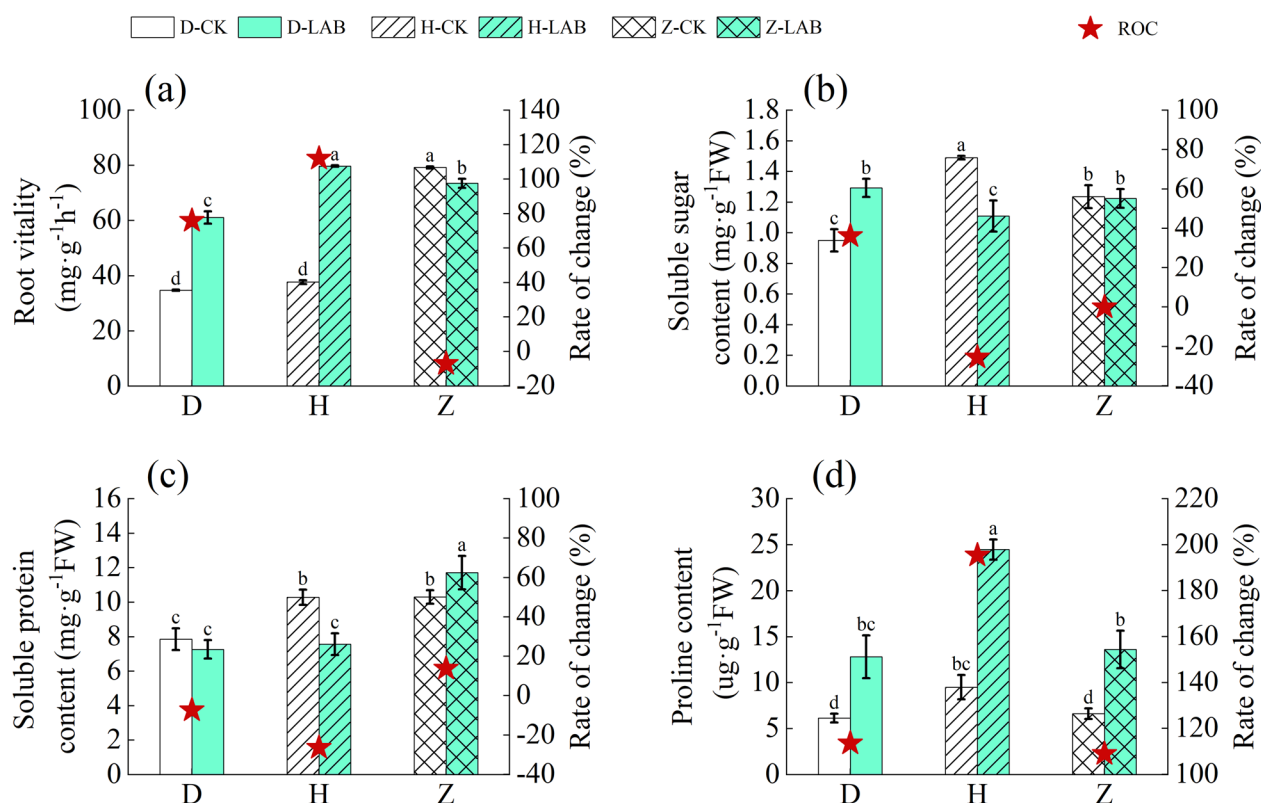 D-CK D-LAB H-CK H-LAB Z-CK Z-LAB ROC
(a)
Root vitality
(mg·g⁻¹h⁻¹)
100
80
60
40
20
0
140
120
100
80
60
40
20
0
-20
Rate of change (%)
d c d a a b
D H Z
(b)
Soluble sugar
content (mg·g⁻¹FW)
1.8
1.6
1.4
1.2
1.0
0.8
0.6
0.4
0.2
0.0
100
80
60
40
20
0
-20
-40
Rate of change (%)
c b a c b b
D H Z
(c)
Soluble protein
content (mg·g⁻¹FW)
16
14
12
10
8
6
4
2
0
100
80
60
40
20
0
-20
-40
Rate of change (%)
c c b b b a
D H Z
(d)
Proline content
(ug·g⁻¹FW)
30
25
20
15
10
5
0
220
200
180
160
140
120
100
Rate of change (%)
d bc bc a d b
D H Z